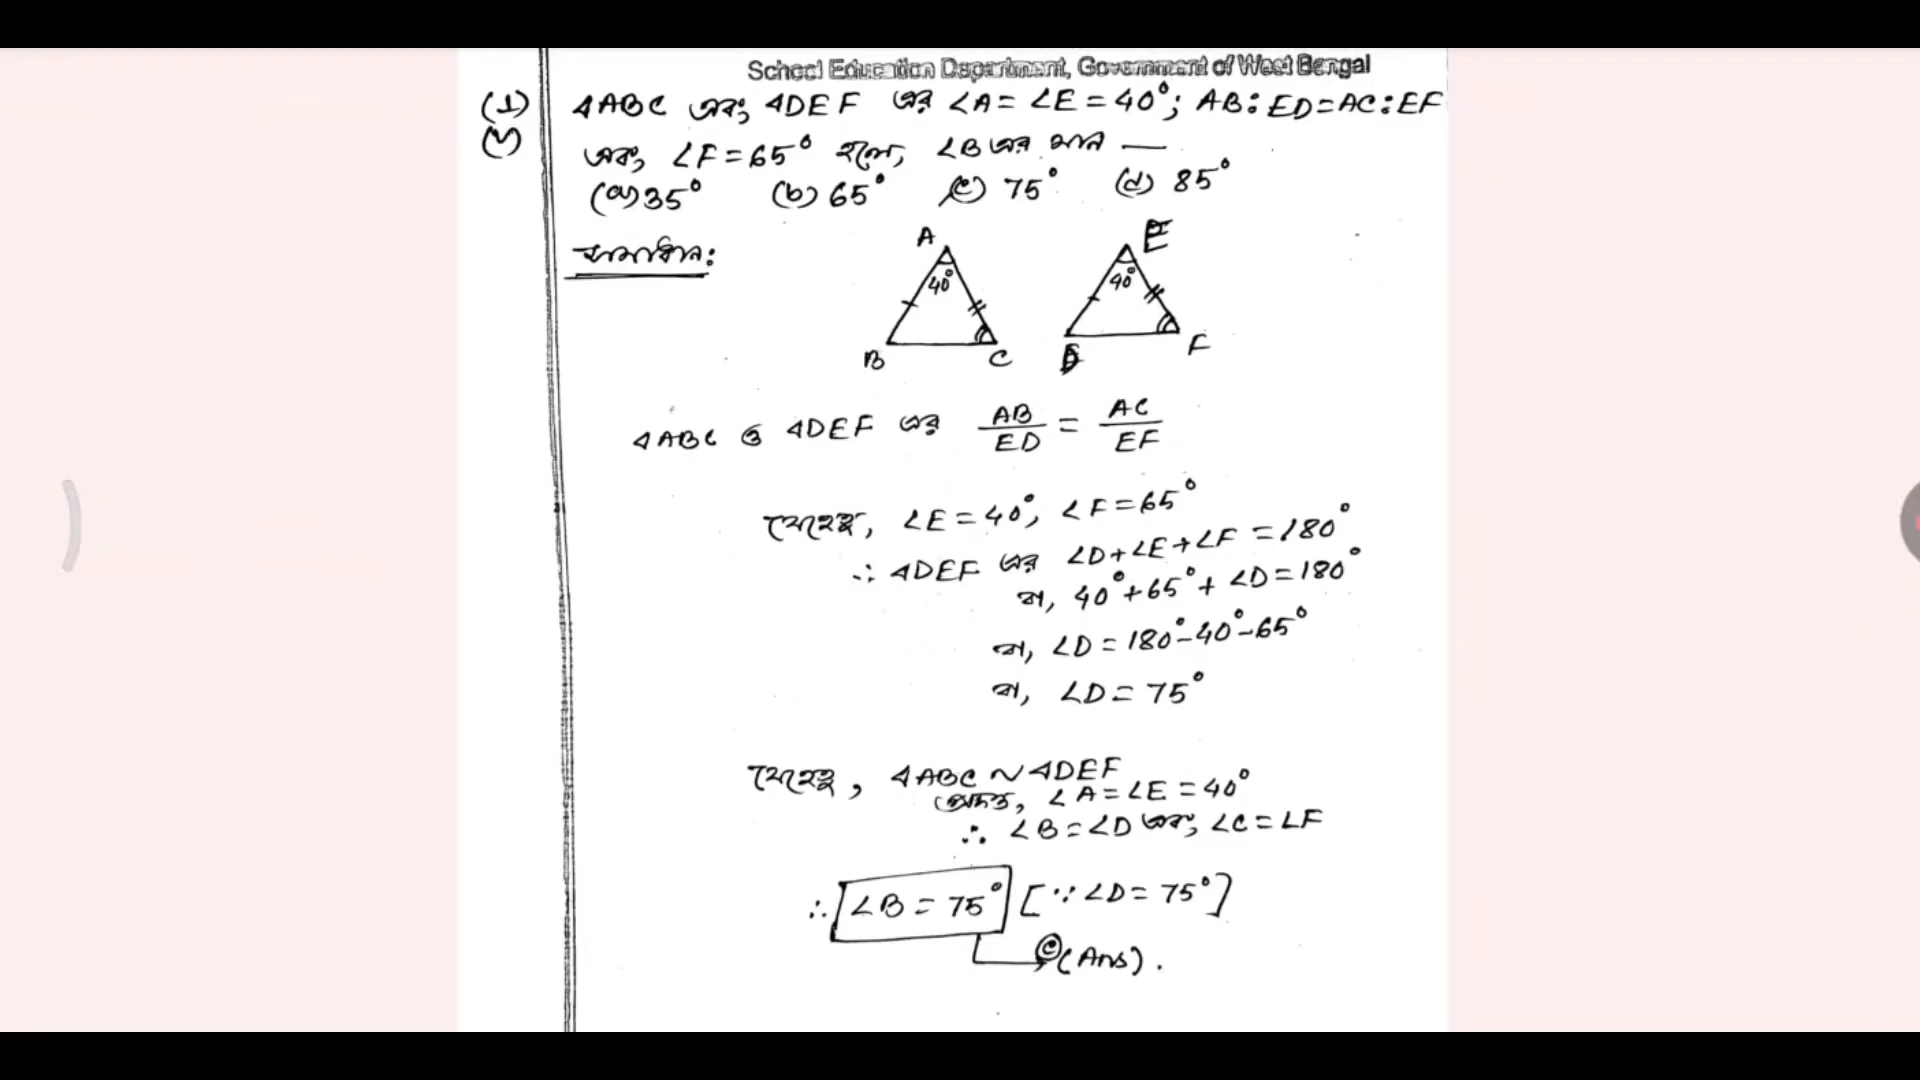 School Education Department, Government of West Bengal
(1) ΔABC এবং ΔDEF এর ∠A = ∠E = 40°; AB:ED=AC:EF
(v) এবং, ∠F = 65° হলে, ∠B এর মান —
(a) 35° (b) 65° (c) 75° (d) 85°
সমাধান:
A E
40° 40°
B C D F
ΔABC ও ΔDEF এর AB/ED = AC/EF
যেহেতু, ∠E = 40°, ∠F = 65°
∴ ΔDEF এর ∠D+∠E+∠F = 180°
বা, 40°+65°+∠D = 180°
বা, ∠D = 180°-40°-65°
বা, ∠D = 75°
যেহেতু, ΔABC ~ ΔDEF
প্রদত্ত, ∠A = ∠E = 40°
∴ ∠B = ∠D এবং, ∠C = ∠F
∴ ∠B = 75° [∵ ∠D = 75°]
(c) (Ans).